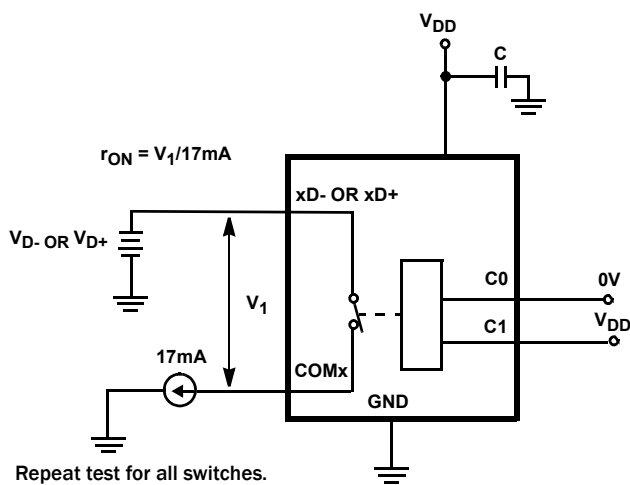 VDD
C
rON = V1/17mA
xD- OR xD+
VD- OR VD+
C0
0V
V1
C1
VDD
17mA
COMx
GND
Repeat test for all switches.